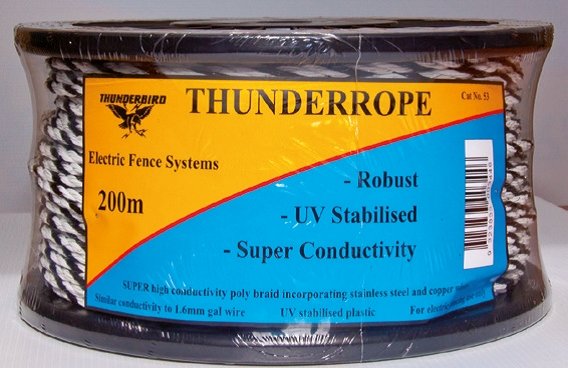 THUNDERBIRD
THUNDERROPE
Cat No. 53
Electric Fence Systems
200m
- Robust
- UV Stabilised
- Super Conductivity
SUPER high conductivity poly braid incorporating stainless steel and copper
Similar conductivity to 1.6mm gal wire UV stabilised plastic For electric only